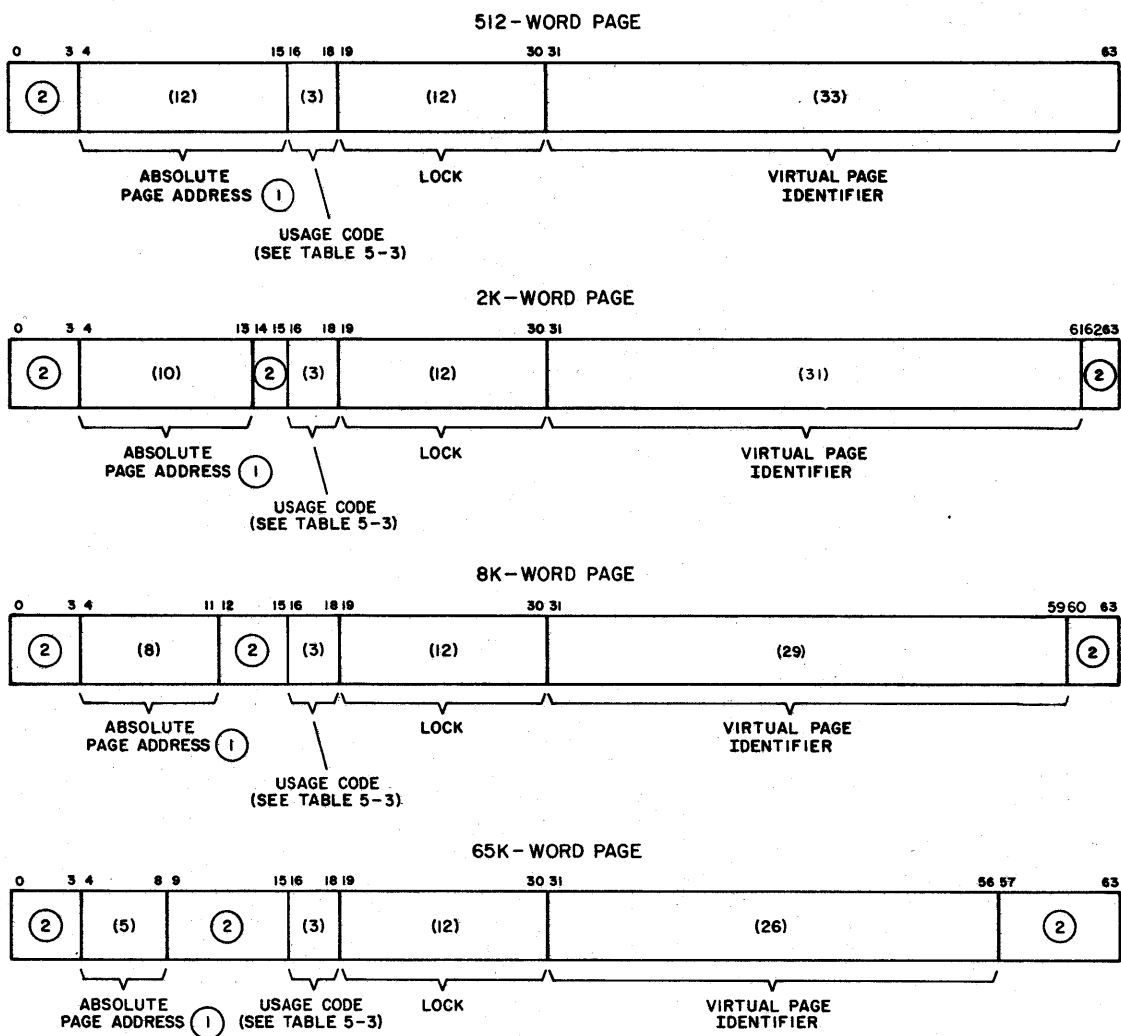 512-WORD PAGE
0 3 4 15 16 18 19 30 31 63
2 (12) (3) (12) (33)
ABSOLUTE PAGE ADDRESS 1
LOCK
VIRTUAL PAGE IDENTIFIER
USAGE CODE
(SEE TABLE 5-3)
2K-WORD PAGE
0 3 4 13 14 15 16 18 19 30 31 61 62 63
2 (10) 2 (3) (12) (31) 2
ABSOLUTE PAGE ADDRESS 1
LOCK
VIRTUAL PAGE IDENTIFIER
USAGE CODE
(SEE TABLE 5-3)
8K-WORD PAGE
0 3 4 11 12 15 16 18 19 30 31 59 60 63
2 (8) 2 (3) (12) (29) 2
ABSOLUTE PAGE ADDRESS 1
LOCK
VIRTUAL PAGE IDENTIFIER
USAGE CODE
(SEE TABLE 5-3)
65K-WORD PAGE
0 3 4 8 9 15 16 18 19 30 31 56 57 63
2 (5) 2 (3) (12) (26) 2
ABSOLUTE PAGE ADDRESS 1
USAGE CODE
(SEE TABLE 5-3)
LOCK
VIRTUAL PAGE IDENTIFIER